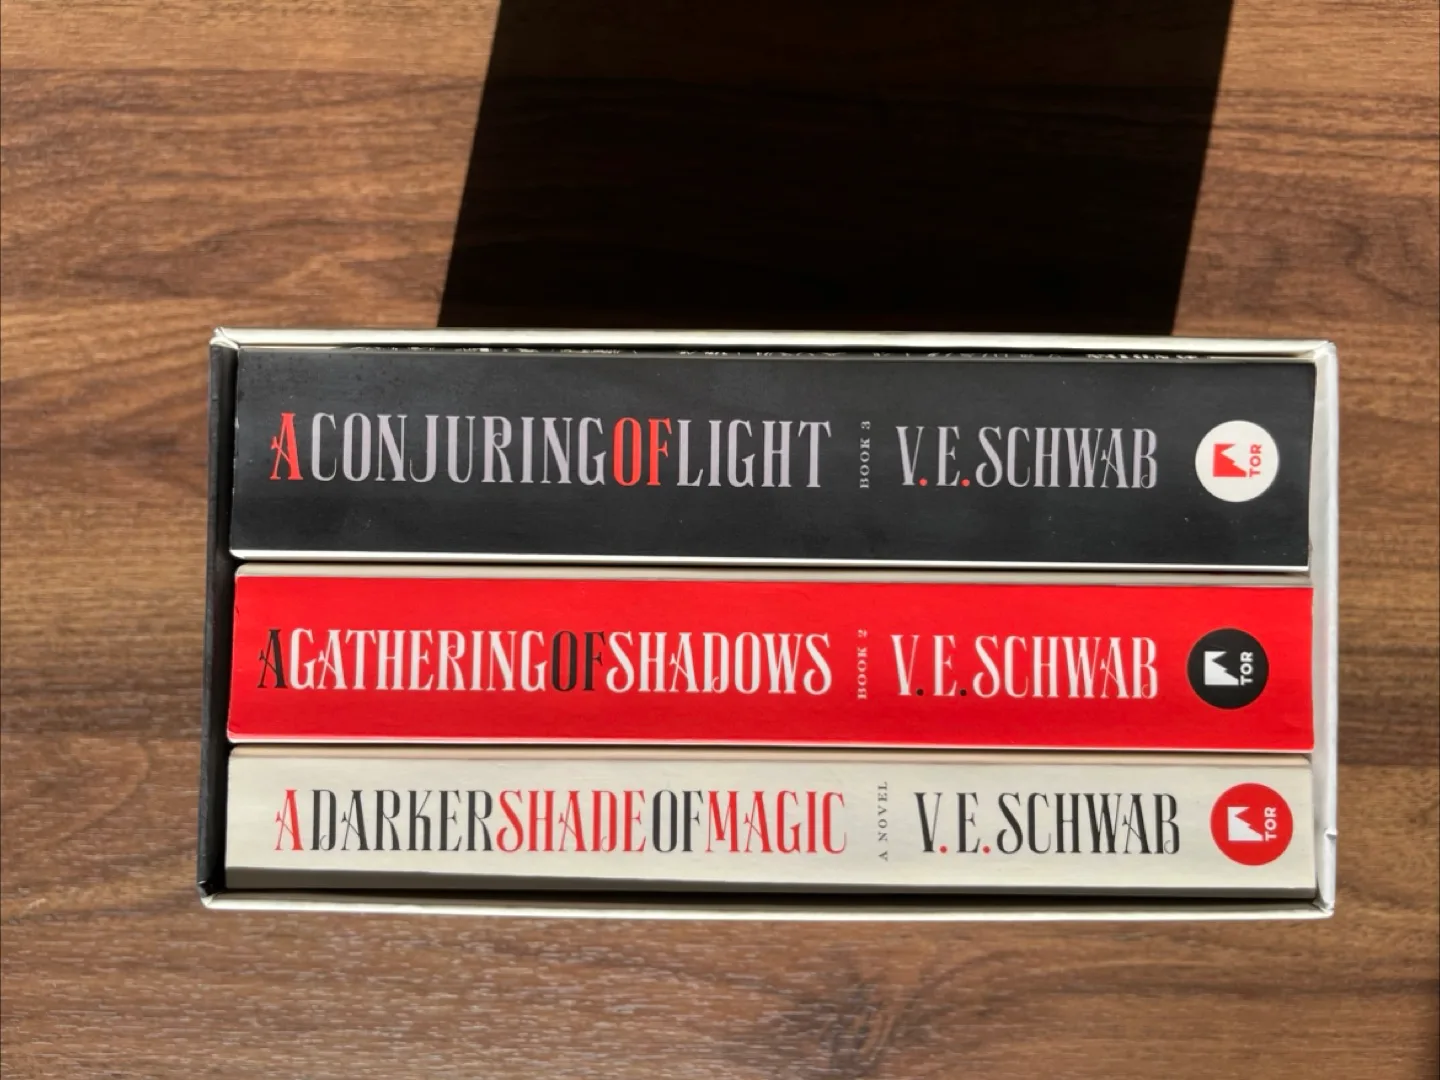 A CONJURING OF LIGHT BOOK 3 V. E. SCHWAB TOR
A GATHERING OF SHADOWS BOOK 2 V. E. SCHWAB TOR
A DARKER SHADE OF MAGIC A NOVEL V. E. SCHWAB TOR